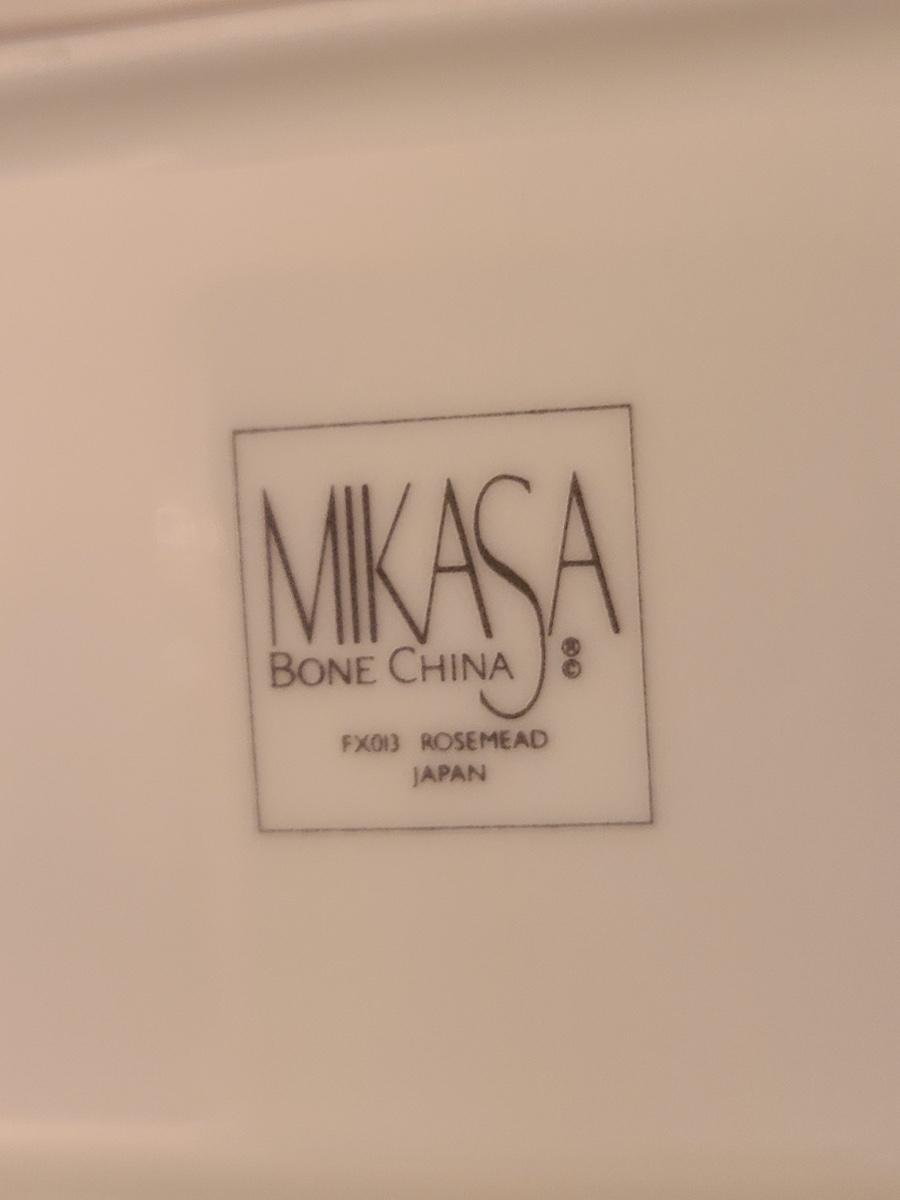 MIKASA
BONE CHINA ® ©
FX013 ROSEMEAD
JAPAN